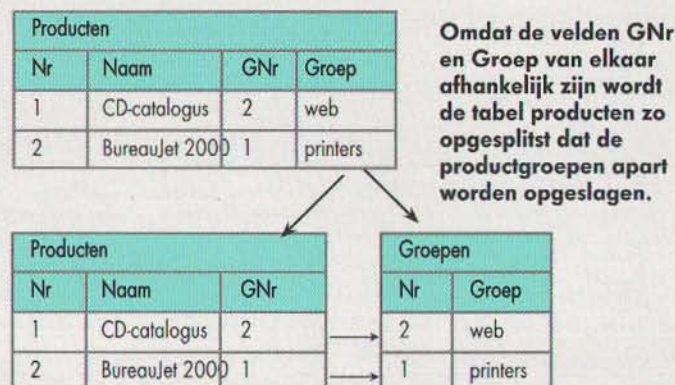 Producten
Nr Naam GNr Groep
1 CD-catalogus 2 web
2 BureauJet 2000 1 printers
Omdat de velden GNr
en Groep van elkaar
afhankelijk zijn wordt
de tabel producten zo
opgesplitst dat de
productgroepen apart
worden opgeslagen.
Producten
Nr Naam GNr
1 CD-catalogus 2
2 BureauJet 2000 1
Groepen
Nr Groep
2 web
1 printers